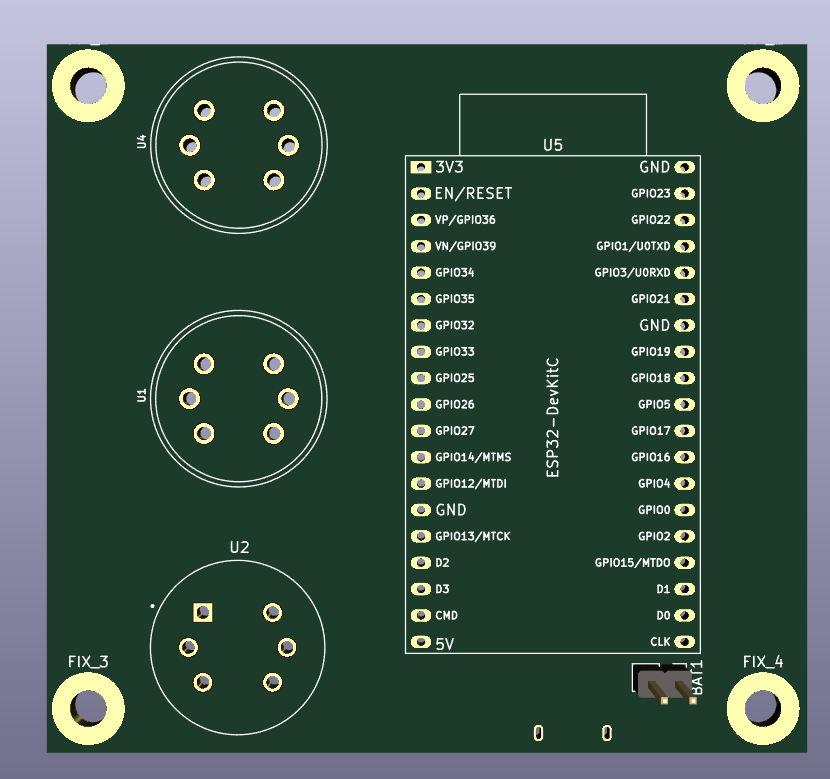 U4
U5
3V3
GND
EN/RESET
GPIO23
VP/GPIO36
GPIO22
VN/GPIO39
GPIO1/U0TXD
GPIO34
GPIO3/U0RXD
GPIO35
GPIO21
GPIO32
GND
GPIO33
GPIO19
GPIO25
GPIO18
U1
GPIO26
GPIO5
ESP32-DevKitC
GPIO27
GPIO17
GPIO14/MTMS
GPIO16
GPIO12/MTDI
GPIO4
GND
GPIO0
GPIO13/MTCK
GPIO2
U2
D2
GPIO15/MTDO
D3
D1
CMD
D0
5V
CLK
FIX_3
FIX_4
BAT1